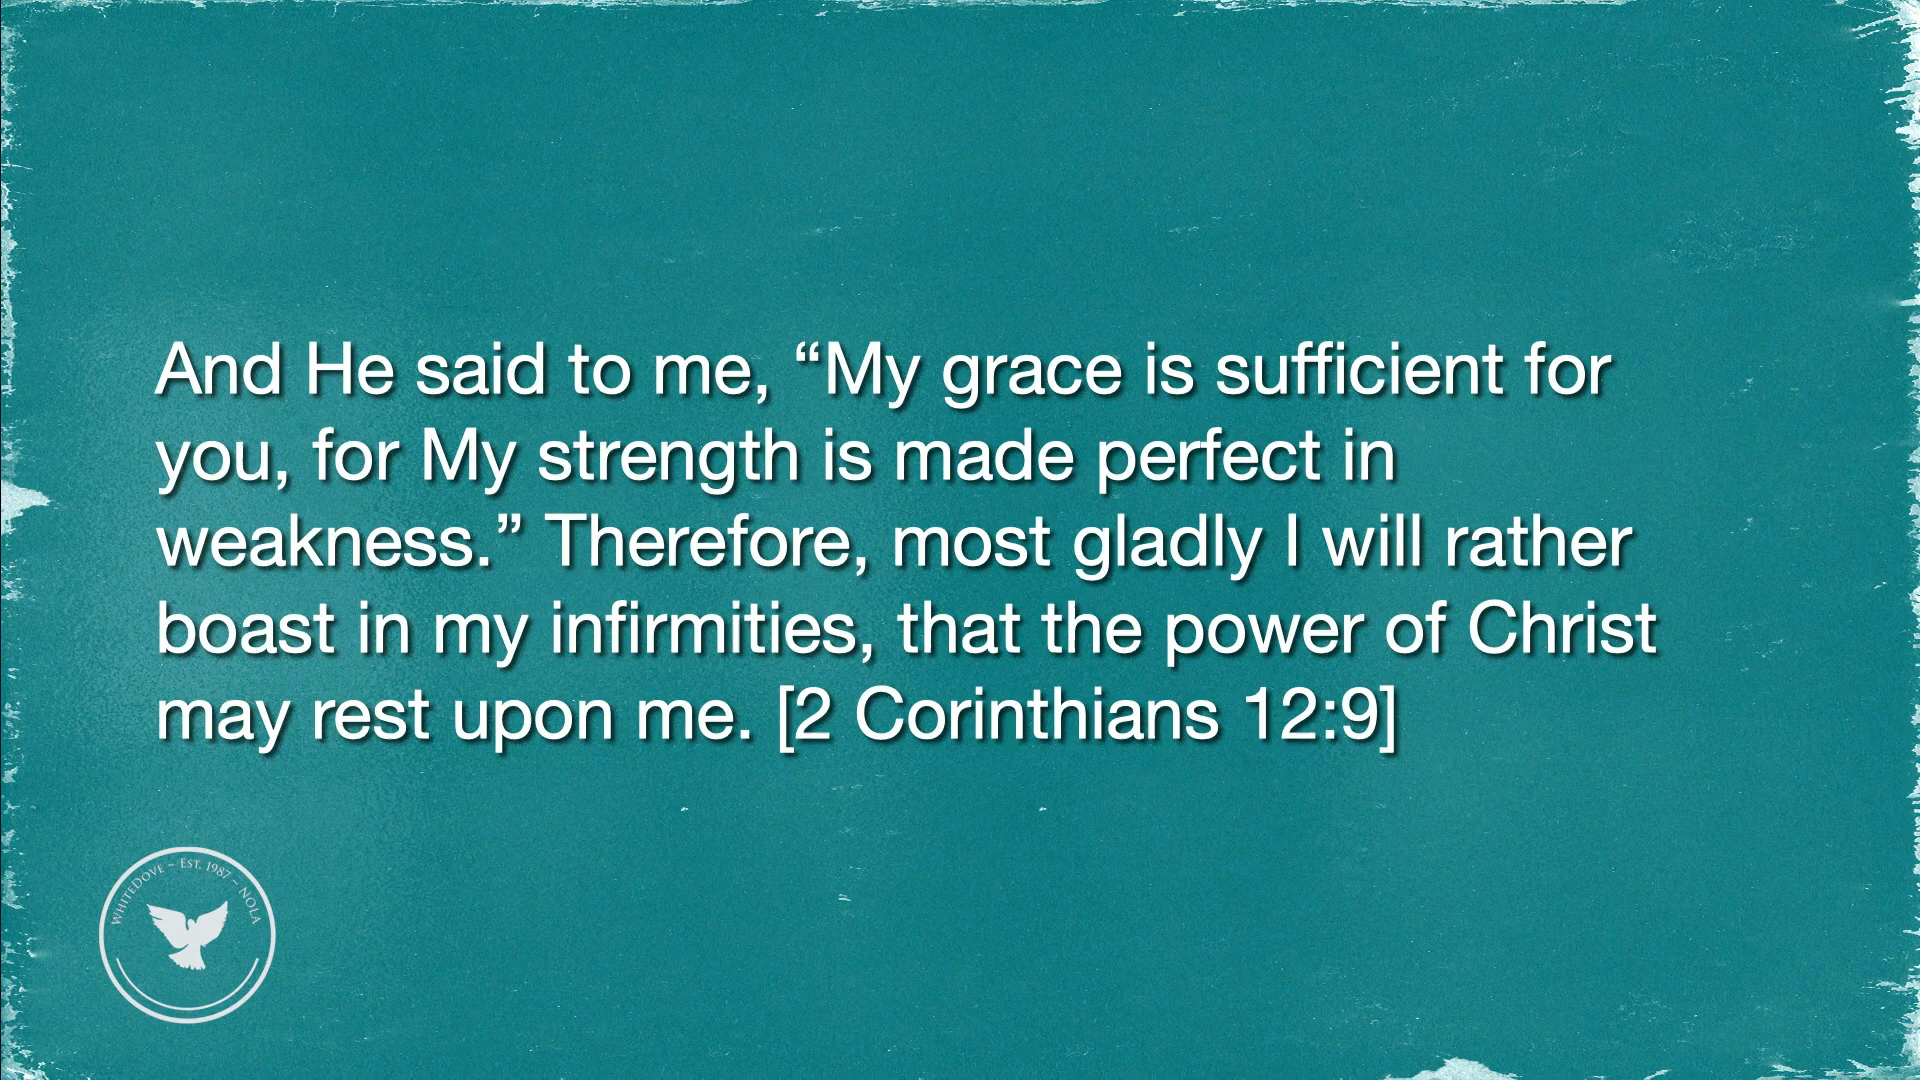 And He said to me, “My grace is sufficient for
you, for My strength is made perfect in
weakness.” Therefore, most gladly I will rather
boast in my infirmities, that the power of Christ
may rest upon me. [2 Corinthians 12:9]
WHITEDOVE ~ EST. 1987 ~ NOLA